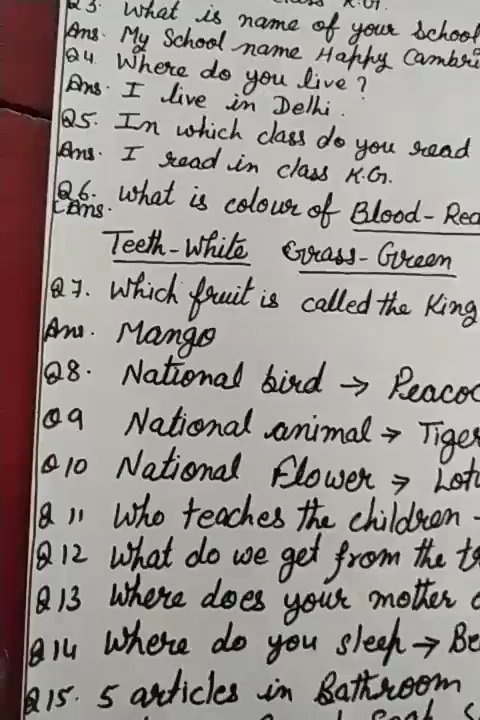 Q3. What is name of your School
Ans. My School name Happy
Q4. Where do you live?
Ans. I live in Delhi.
Q5. In which class do you read
Ans. I read in class K.G.
Q6. What is colour of Blood-Red
Ans.
Teeth-White Grass-Green
Q7. Which fruit is called the King
Ans. Mango
Q8. National bird → Peacoc
Q9 National animal → Tiger
Q10 National Flower → Lotu
Q11 Who teaches the children
Q12 What do we get from the
Q13 Where does your mother
Q14 Where do you sleep → Be
Q15. 5 articles in Bathroom